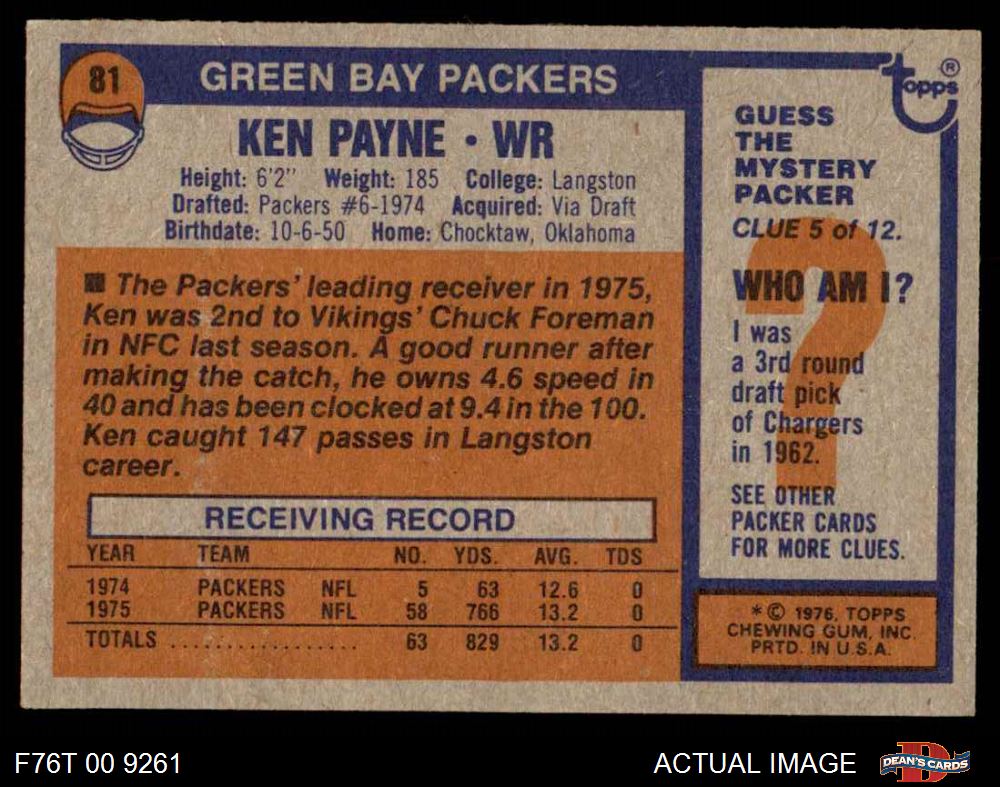 81
GREEN BAY PACKERS
KEN PAYNE • WR
Height: 6'2" Weight: 185 College: Langston
Drafted: Packers #6-1974 Acquired: Via Draft
Birthdate: 10-6-50 Home: Chocktaw, Oklahoma
■ The Packers' leading receiver in 1975,
Ken was 2nd to Vikings' Chuck Foreman
in NFC last season. A good runner after
making the catch, he owns 4.6 speed in
40 and has been clocked at 9.4 in the 100.
Ken caught 147 passes in Langston
career.
RECEIVING RECORD
YEAR TEAM NO. YDS. AVG. TDS
1974 PACKERS NFL 5 63 12.6 0
1975 PACKERS NFL 58 766 13.2 0
TOTALS ................. 63 829 13.2 0
topps ®
GUESS
THE
MYSTERY
PACKER
CLUE 5 of 12.
?
WHO AM I?
I was
a 3rd round
draft pick
of Chargers
in 1962.
SEE OTHER
PACKER CARDS
FOR MORE CLUES.
* © 1976, TOPPS
CHEWING GUM, INC.
PRTD. IN U.S.A.
F76T 00 9261
ACTUAL IMAGE
DEAN'S CARDS